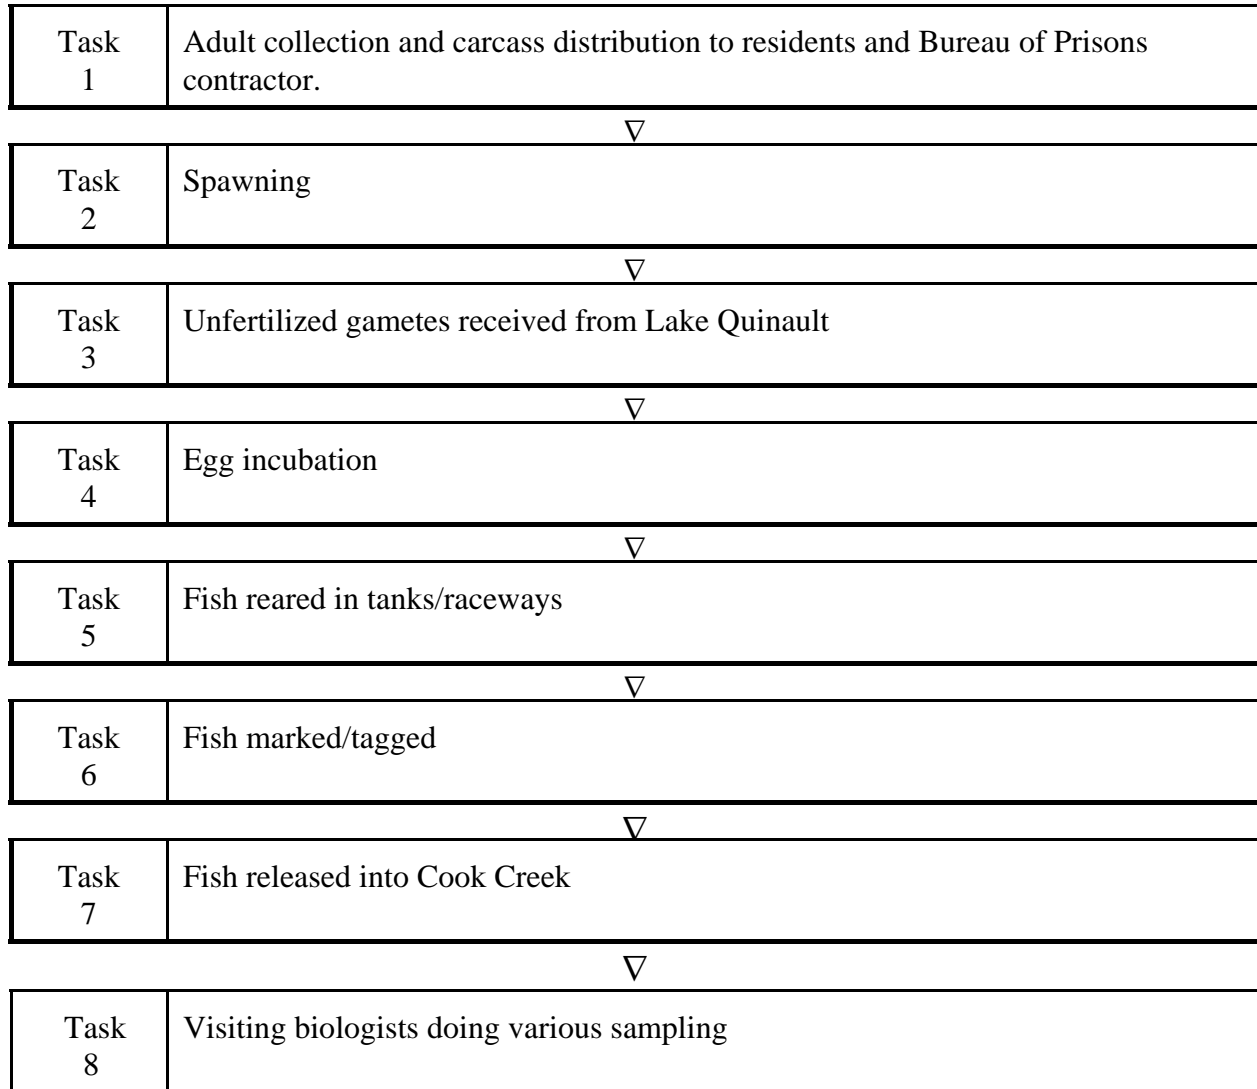 Task
1
Adult collection and carcass distribution to residents and Bureau of Prisons
contractor.
∇
Task
2
Spawning
∇
Task
3
Unfertilized gametes received from Lake Quinault
∇
Task
4
Egg incubation
∇
Task
5
Fish reared in tanks/raceways
∇
Task
6
Fish marked/tagged
∇
Task
7
Fish released into Cook Creek
∇
Task
8
Visiting biologists doing various sampling